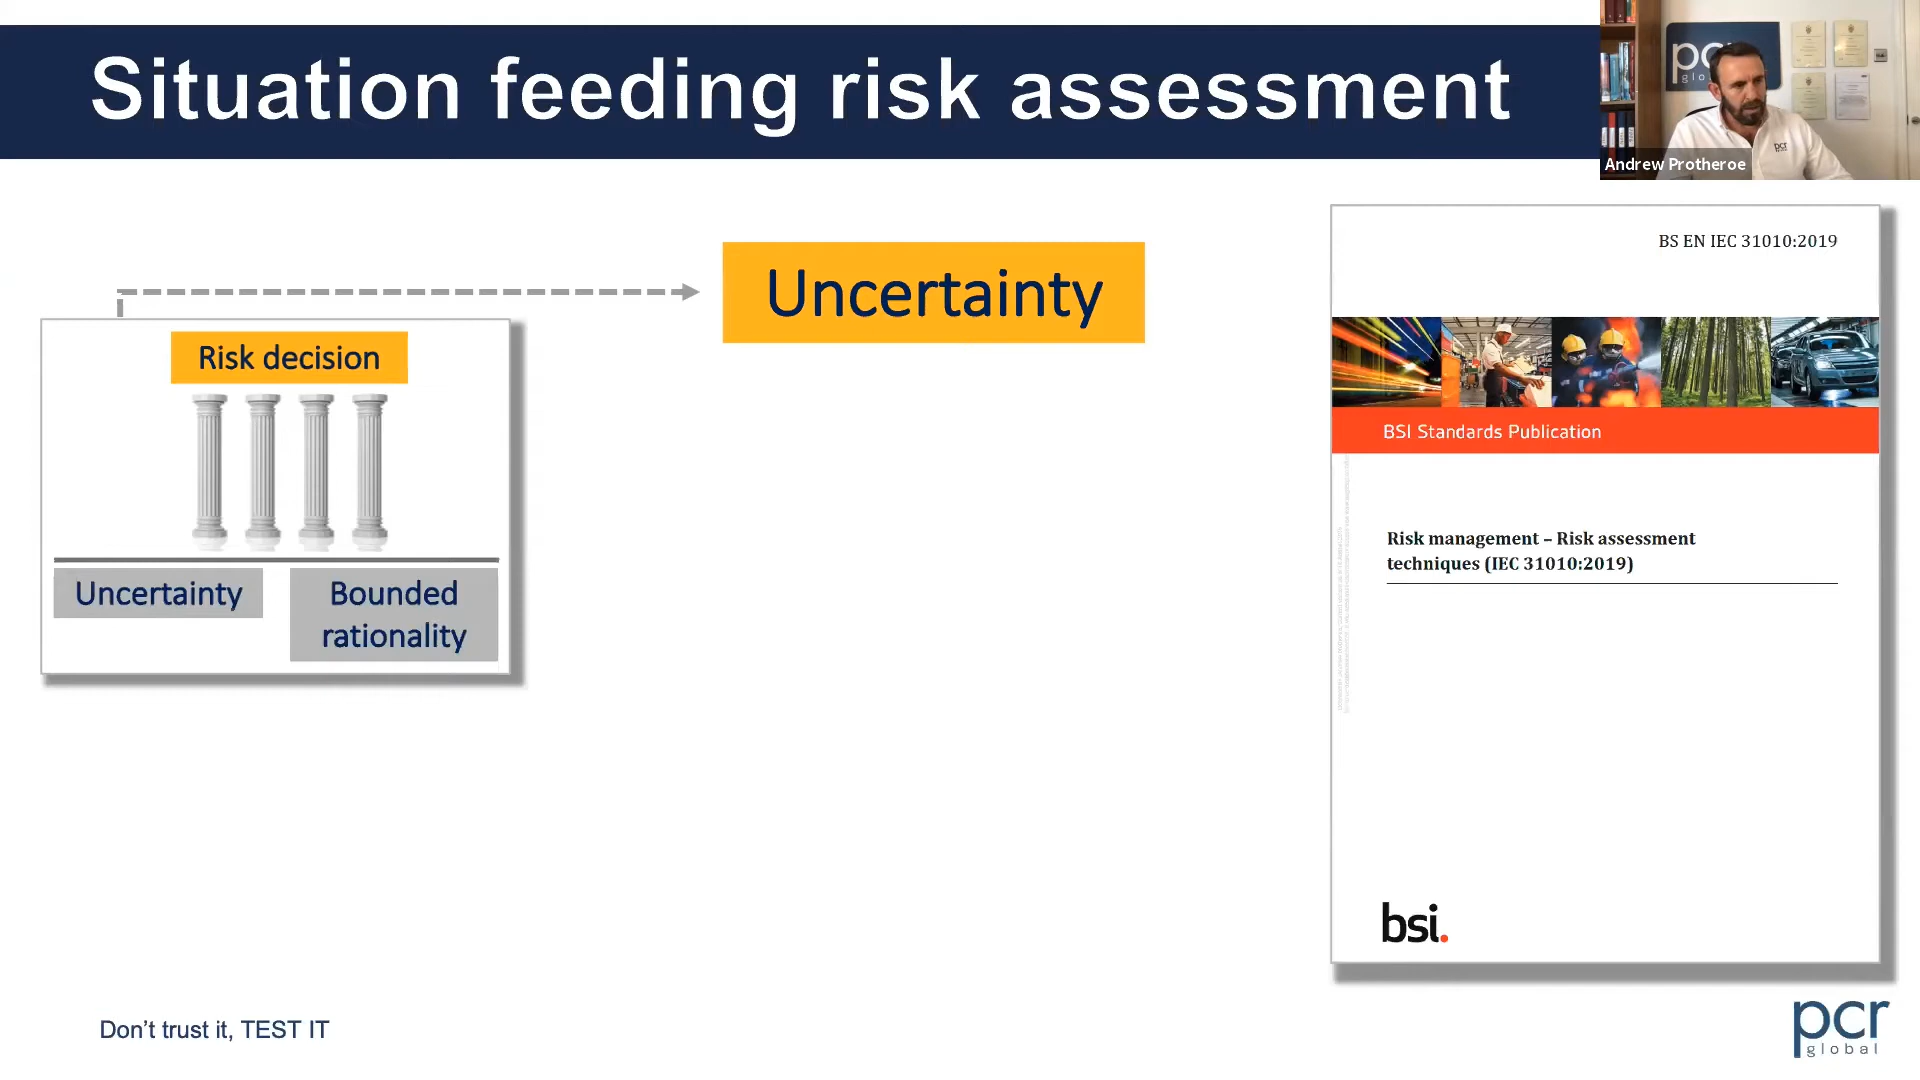 Situation feeding risk assessment
pcr
Andrew Protheroe
Uncertainty
Risk decision
Uncertainty
Bounded
rationality
BS EN IEC 31010:2019
BSI Standards Publication
Risk management – Risk assessment
techniques (IEC 31010:2019)
bsi.
Don’t trust it, TEST IT
pcr
global